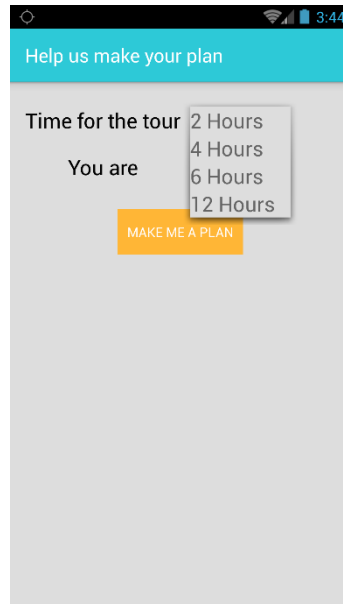 3:44
Help us make your plan
Time for the tour 2 Hours
4 Hours
You are
6 Hours
12 Hours
MAKE ME A PLAN